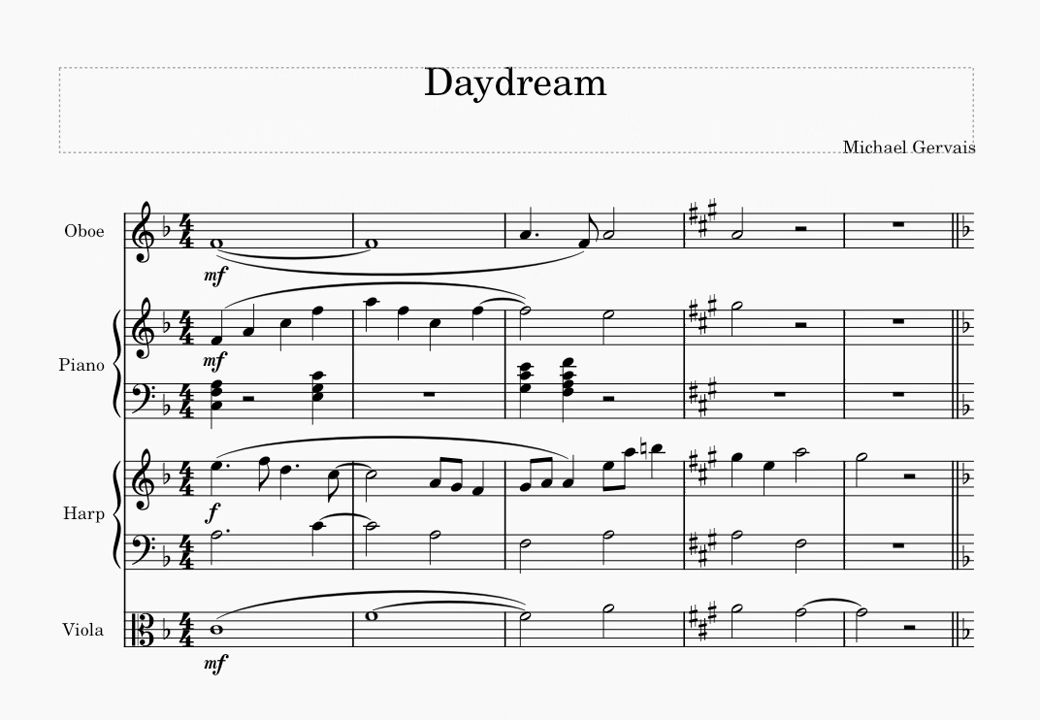 Daydream
Michael Gervais
Oboe
mf
Piano
mf
Harp
f
Viola
mf